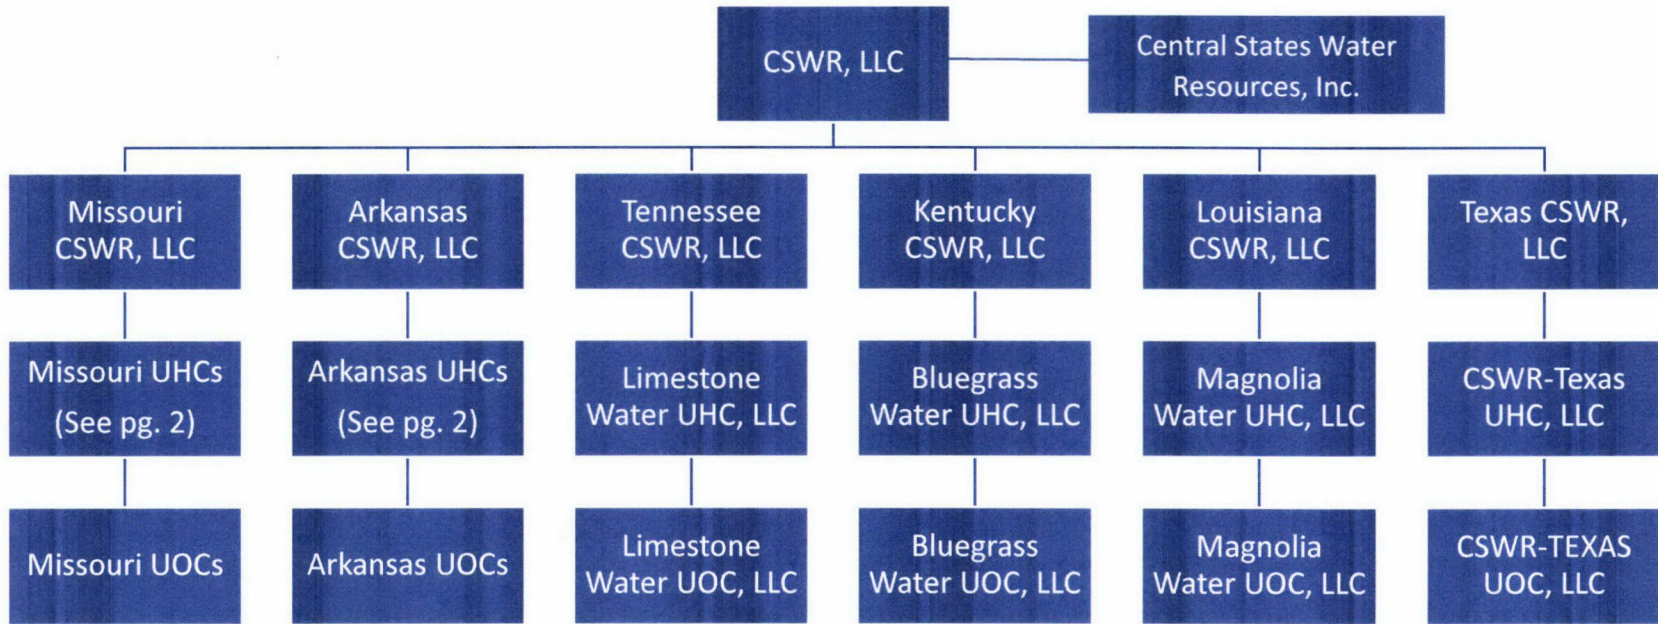 CSWR, LLC
Central States Water
Resources, Inc.
Missouri
CSWR, LLC
Arkansas
CSWR, LLC
Tennessee
CSWR, LLC
Kentucky
CSWR, LLC
Louisiana
CSWR, LLC
Texas CSWR,
LLC
Missouri UHCs
(See pg. 2)
Arkansas UHCs
(See pg. 2)
Limestone
Water UHC, LLC
Bluegrass
Water UHC, LLC
Magnolia
Water UHC, LLC
CSWR-Texas
UHC, LLC
Missouri UOCs
Arkansas UOCs
Limestone
Water UOC, LLC
Bluegrass
Water UOC, LLC
Magnolia
Water UOC, LLC
CSWR-TEXAS
UOC, LLC